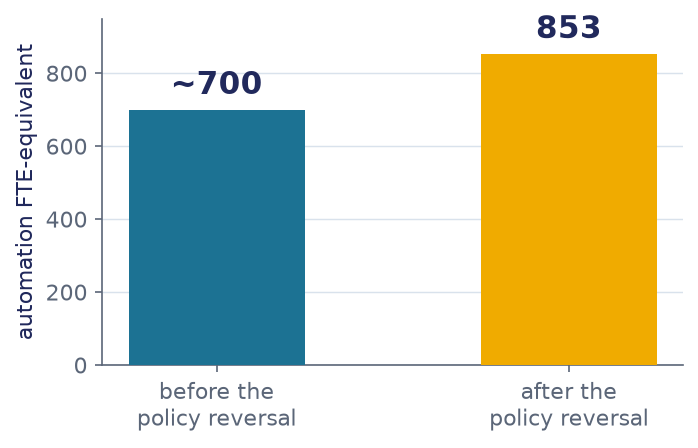 automation FTE-equivalent
800
600
400
200
0
~700
853
before the
policy reversal
after the
policy reversal